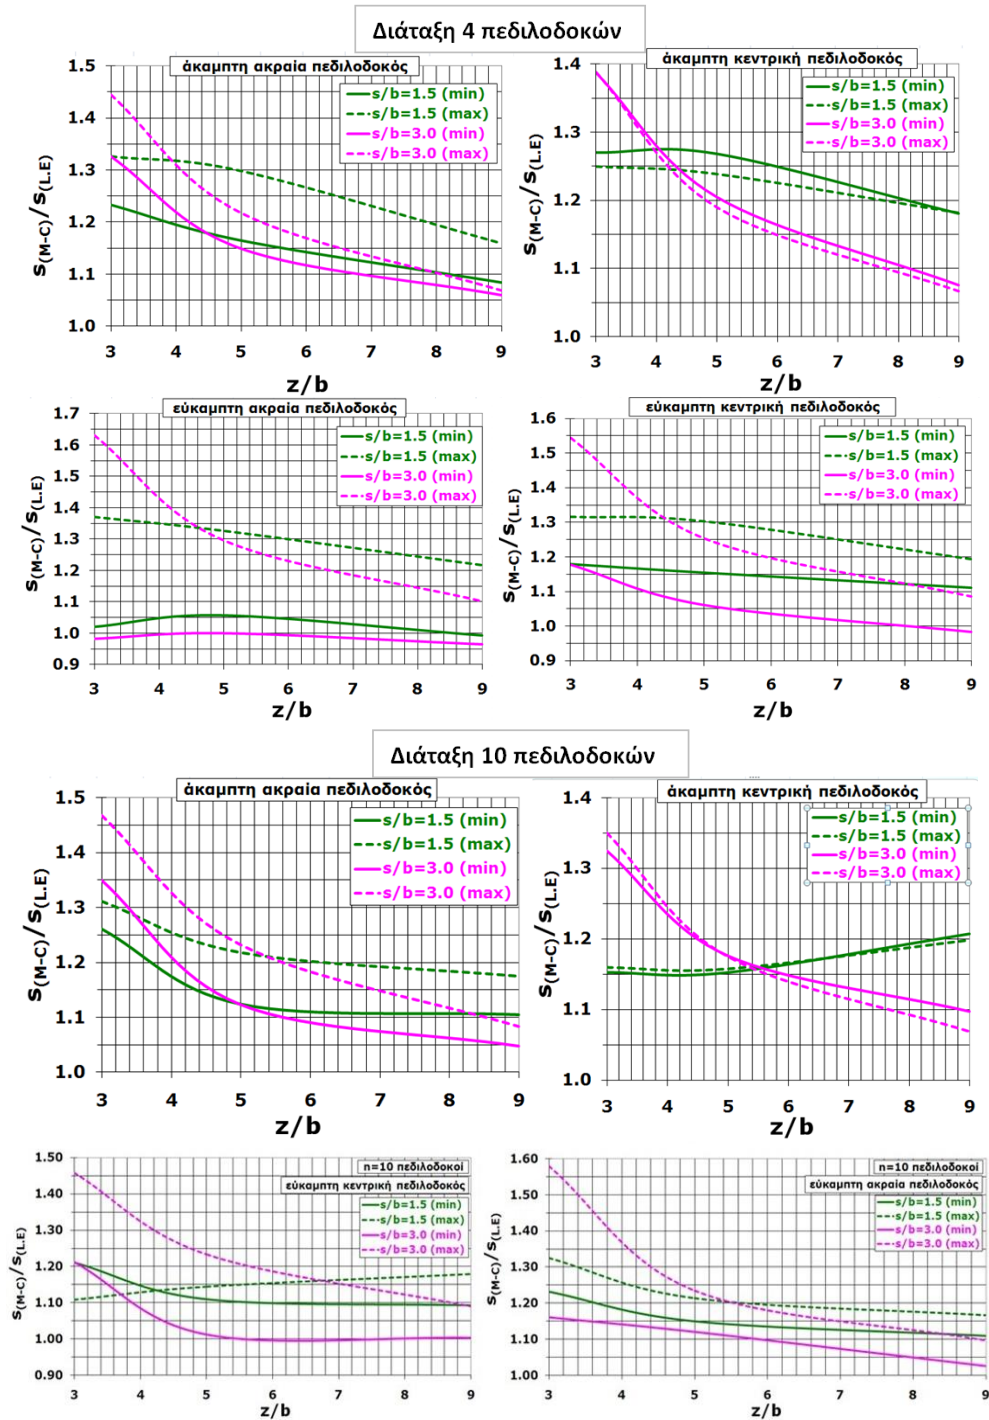 Διάταξη 4 πεδιλοδοκών
άκαμπτη ακραία πεδιλοδοκός
s/b=1.5 (min)
s/b=1.5 (max)
s/b=3.0 (min)
s/b=3.0 (max)
1.5
1.4
1.3
1.2
1.1
1.0
s(M-C)/s(L.E)
3 4 5 6 7 8 9
z/b
άκαμπτη κεντρική πεδιλοδοκός
s/b=1.5 (min)
s/b=1.5 (max)
s/b=3.0 (min)
s/b=3.0 (max)
1.4
1.3
1.2
1.1
1.0
s(M-C)/s(L.E)
3 4 5 6 7 8 9
z/b
εύκαμπτη ακραία πεδιλοδοκός
s/b=1.5 (min)
s/b=1.5 (max)
s/b=3.0 (min)
s/b=3.0 (max)
1.7
1.6
1.5
1.4
1.3
1.2
1.1
1.0
0.9
s(M-C)/s(L.E)
3 4 5 6 7 8 9
z/b
εύκαμπτη κεντρική πεδιλοδοκός
s/b=1.5 (min)
s/b=1.5 (max)
s/b=3.0 (min)
s/b=3.0 (max)
1.6
1.5
1.4
1.3
1.2
1.1
1.0
0.9
s(M-C)/s(L.E)
3 4 5 6 7 8 9
z/b
Διάταξη 10 πεδιλοδοκών
άκαμπτη ακραία πεδιλοδοκός
s/b=1.5 (min)
s/b=1.5 (max)
s/b=3.0 (min)
s/b=3.0 (max)
1.5
1.4
1.3
1.2
1.1
1.0
s(M-C)/s(L.E)
3 4 5 6 7 8 9
z/b
άκαμπτη κεντρική πεδιλοδοκός
s/b=1.5 (min)
s/b=1.5 (max)
s/b=3.0 (min)
s/b=3.0 (max)
1.4
1.3
1.2
1.1
1.0
s(M-C)/s(L.E)
3 4 5 6 7 8 9
z/b
n=10 πεδιλοδοκοί
εύκαμπτη κεντρική πεδιλοδοκός
s/b=1.5 (min)
s/b=1.5 (max)
s/b=3.0 (min)
s/b=3.0 (max)
1.50
1.40
1.30
1.20
1.10
1.00
0.90
s(M-C)/s(L.E)
3 4 5 6 7 8 9
z/b
n=10 πεδιλοδοκοί
εύκαμπτη ακραία πεδιλοδοκός
s/b=1.5 (min)
s/b=1.5 (max)
s/b=3.0 (min)
s/b=3.0 (max)
1.60
1.50
1.40
1.30
1.20
1.10
1.00
s(M-C)/s(L.E)
3 4 5 6 7 8 9
z/b